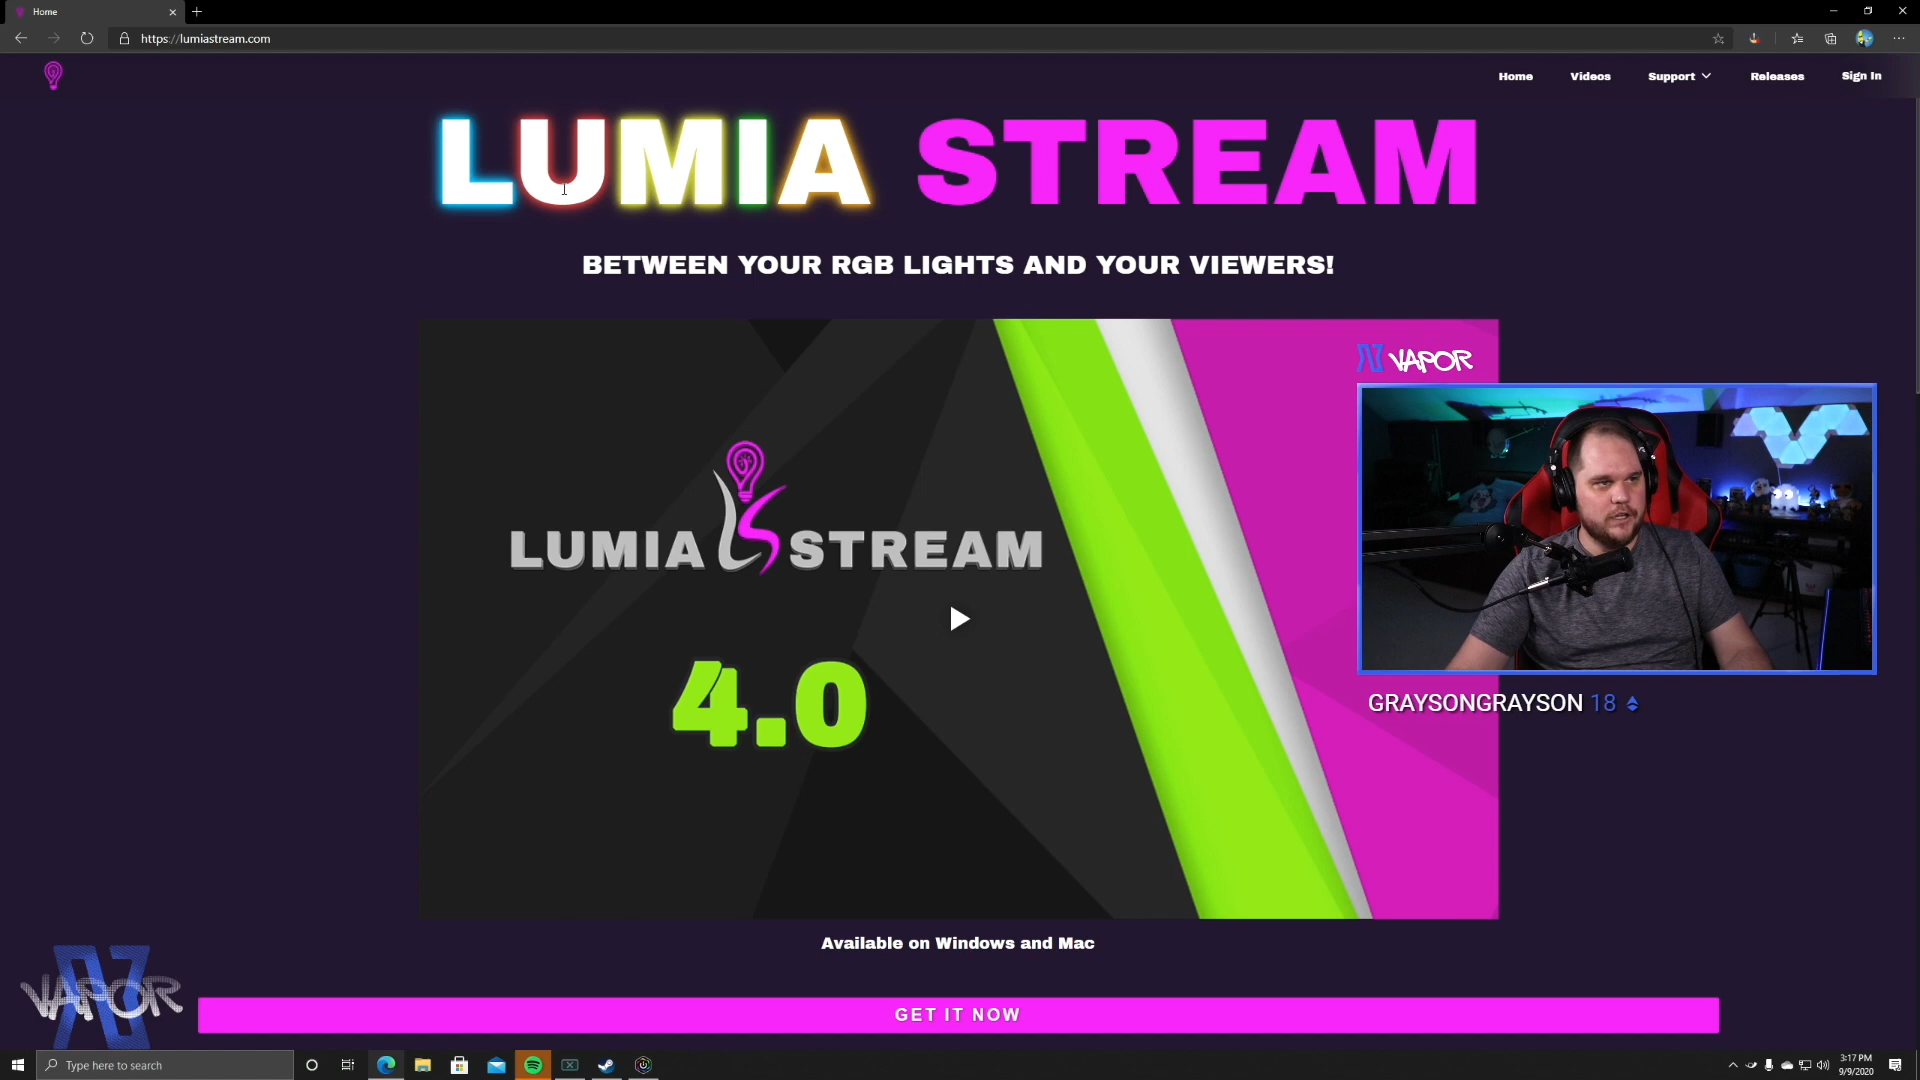 Home
https://lumiastream.com
Home Videos Support Releases Sign In
LUMIA STREAM
BETWEEN YOUR RGB LIGHTS AND YOUR VIEWERS!
VAPOR
LUMIA LS STREAM
4.0
GRAYSONGRAYSON 18
Available on Windows and Mac
VAPOR
GET IT NOW
Type here to search
3:17 PM
9/9/2020